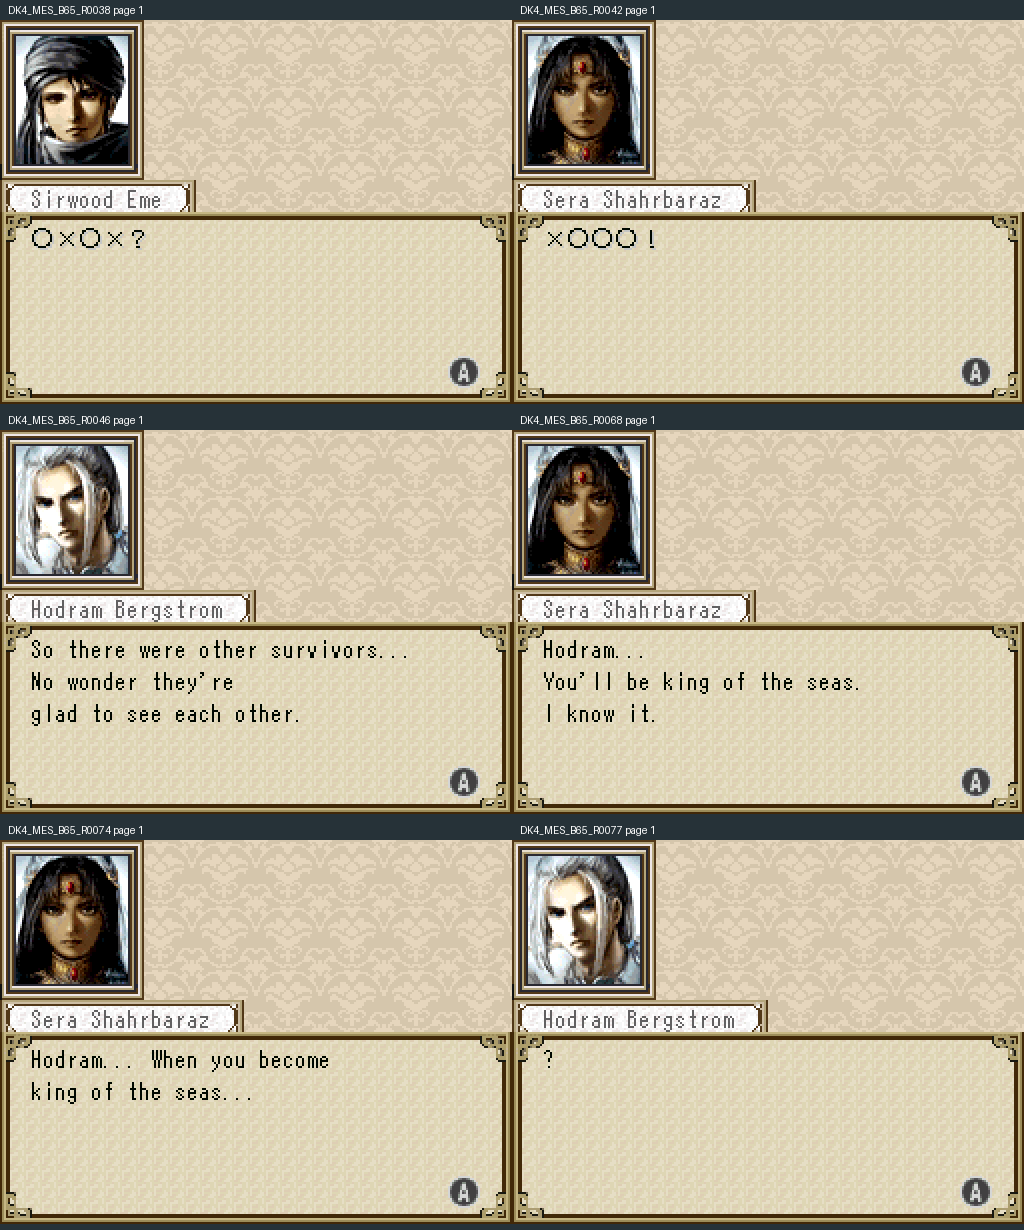 DK4_MES_B65_R0038 page 1
Sirwood Eme
○×○×?
DK4_MES_B65_R0042 page 1
Sera Shahrbaraz
×○○○!
DK4_MES_B65_R0046 page 1
Hodram Bergstrom
So there were other survivors...
No wonder they're
glad to see each other.
DK4_MES_B65_R0068 page 1
Sera Shahrbaraz
Hodram...
You'll be king of the seas.
I know it.
DK4_MES_B65_R0074 page 1
Sera Shahrbaraz
Hodram... When you become
king of the seas...
DK4_MES_B65_R0077 page 1
Hodram Bergstrom
?
A
A
A
A
A
A